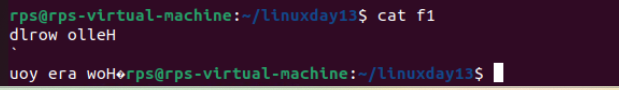 rps@rps-virtual-machine:~/linuxday13$ cat f1
dlrow olleH
`
uoy era woH�rps@rps-virtual-machine:~/linuxday13$